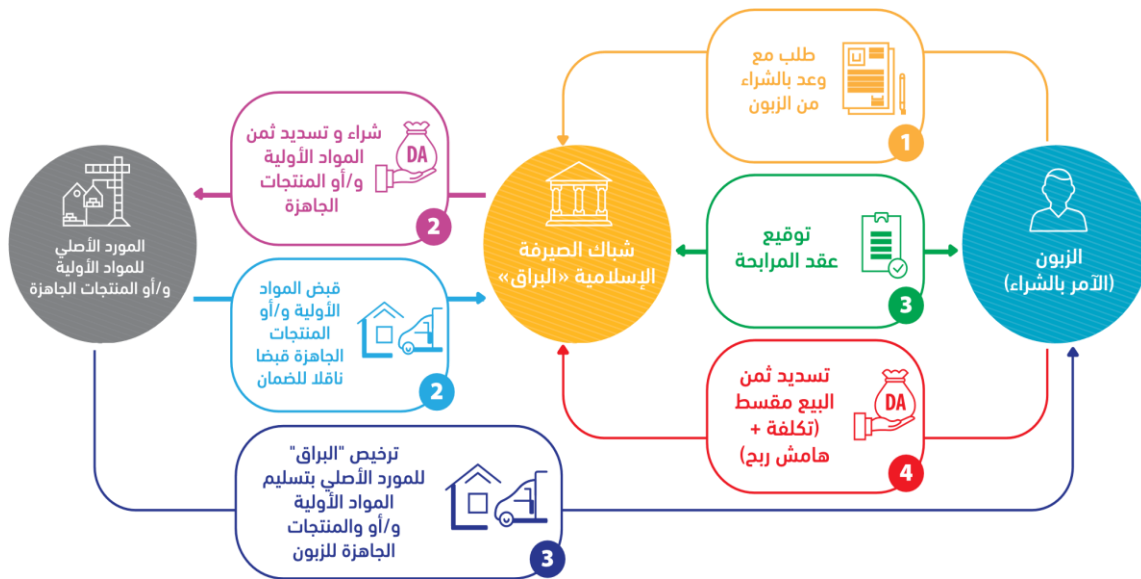 طلب مع
وعد بالشراء
من الزبون
1
شراء و تسديد ثمن
المواد الأولية
و/أو المنتجات
الجاهزة
DA
2
المورد الأصلي
للمواد الأولية
و/أو المنتجات الجاهزة
شباك الصيرفة
الإسلامية «البراق»
توقيع
عقد المرابحة
3
الزبون
(الآمر بالشراء)
قبض المواد
الأولية و/أو
المنتجات
الجاهزة قبضا
ناقلا للضمان
2
تسديد ثمن
البيع مقسط
(تكلفة +
هامش ربح)
DA
4
ترخيص "البراق"
للمورد الأصلي بتسليم
المواد الأولية
و/أو والمنتجات
الجاهزة للزبون
3